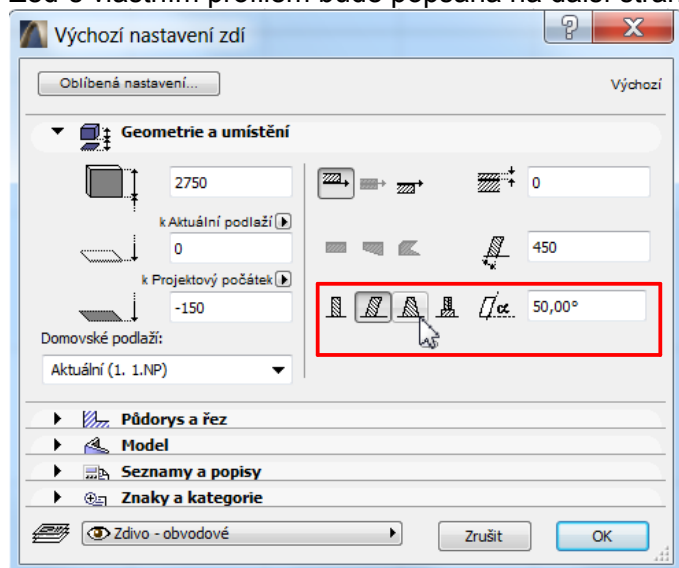 Zeď s vlastním profilem bude popsána na další stran
Výchozí nastavení zdí
Oblíbená nastavení...
Výchozí
Geometrie a umístění
2750
0
k Aktuální podlaží
0
450
k Projektový počátek
-150
α
50,00°
Domovské podlaží:
Aktuální (1. 1.NP)
Půdorys a řez
Model
Seznamy a popisy
Znaky a kategorie
Zdivo - obvodové
Zrušit
OK